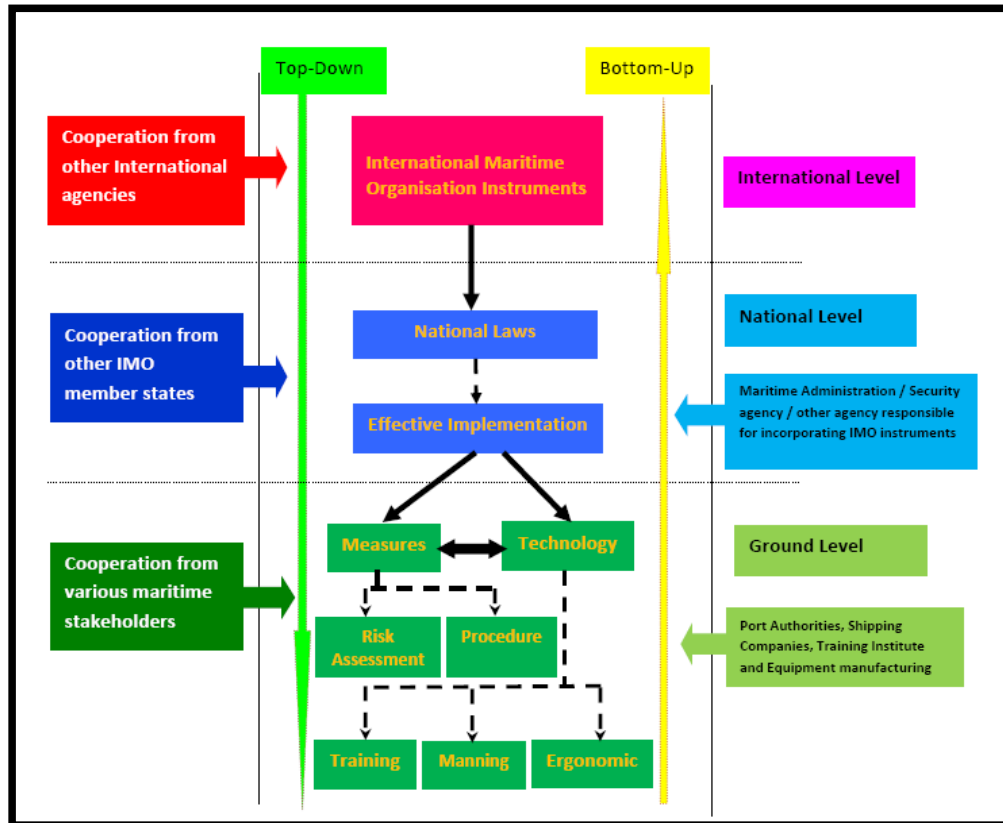 Top-Down
Bottom-Up
Cooperation from
other International
agencies
International Maritime
Organisation Instruments
International Level
Cooperation from
other IMO
member states
National Laws
Effective Implementation
National Level
Maritime Administration / Security
agency / other agency responsible
for incorporating IMO instruments
Cooperation from
various maritime
stakeholders
Measures
Technology
Risk
Assessment
Procedure
Training
Manning
Ergonomic
Ground Level
Port Authorities, Shipping
Companies, Training Institute
and Equipment manufacturing